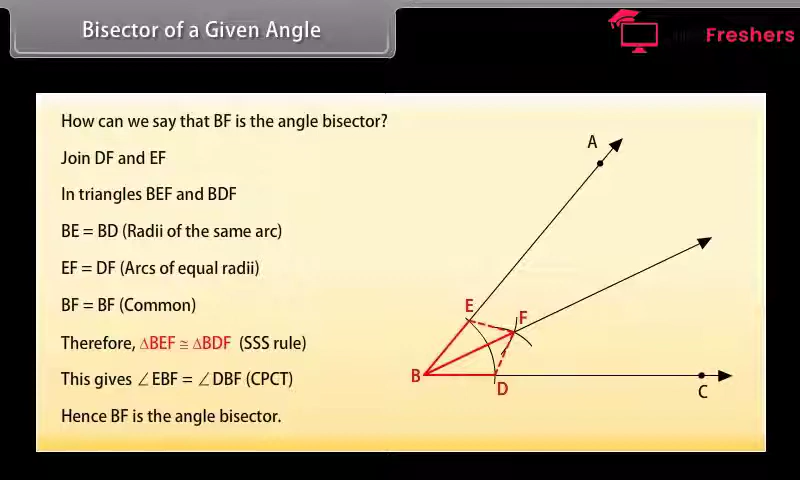 Bisector of a Given Angle
Freshers
How can we say that BF is the angle bisector?
Join DF and EF
In triangles BEF and BDF
BE = BD (Radii of the same arc)
EF = DF (Arcs of equal radii)
BF = BF (Common)
Therefore, ΔBEF ≅ ΔBDF (SSS rule)
This gives ∠EBF = ∠DBF (CPCT)
Hence BF is the angle bisector.
A
E
F
B
D
C